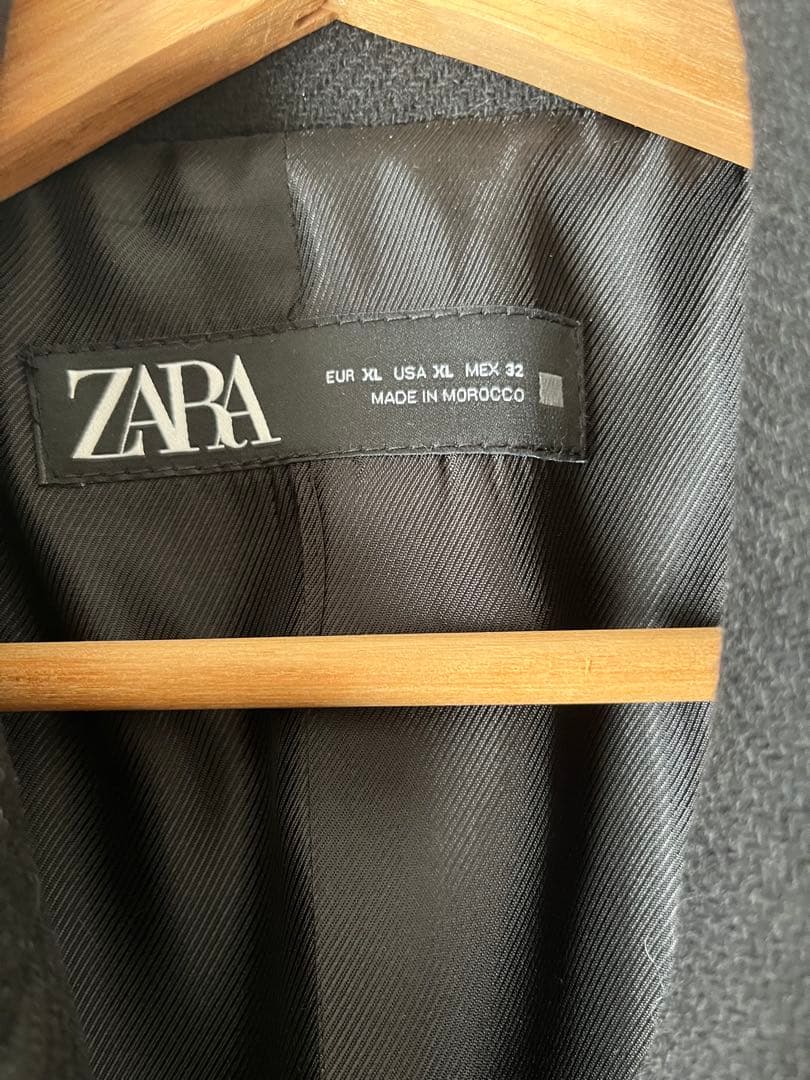 ZARA
EUR XL USA XL MEX 32
MADE IN MOROCCO